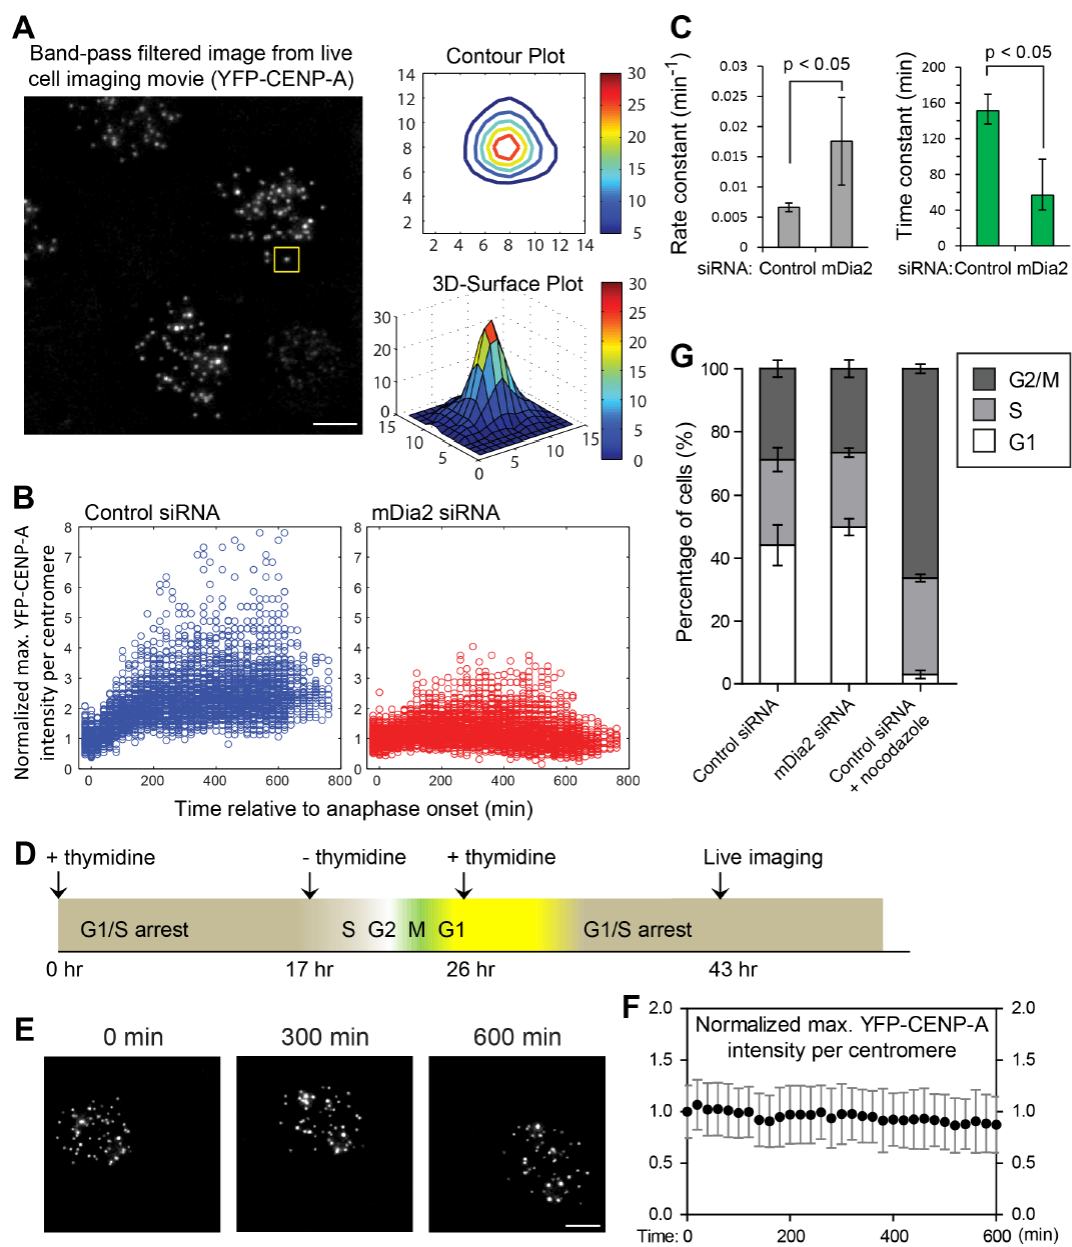 A
Band-pass filtered image from live
cell imaging movie (YFP-CENP-A)
Contour Plot
14
12
10
8
6
4
2
2 4 6 8 10 12 14
30
25
20
15
10
5
3D-Surface Plot
30
20
10
0
15
10
5
0
5
10
15
30
25
20
15
10
5
0
C
p < 0.05
Rate constant (min⁻¹)
0.03
0.025
0.02
0.015
0.01
0.005
0
siRNA: Control mDia2
p < 0.05
Time constant (min)
200
160
120
80
40
0
siRNA: Control mDia2
B
Control siRNA
mDia2 siRNA
Normalized max. YFP-CENP-A
intensity per centromere
8
7
6
5
4
3
2
1
0
0 200 400 600 800
8
7
6
5
4
3
2
1
0
0 200 400 600 800
Time relative to anaphase onset (min)
G
Percentage of cells (%)
100
80
60
40
20
0
G2/M
S
G1
Control siRNA
mDia2 siRNA
Control siRNA
+ nocodazole
D
+ thymidine
- thymidine
+ thymidine
Live imaging
G1/S arrest
S G2 M G1
G1/S arrest
0 hr
17 hr
26 hr
43 hr
E
0 min
300 min
600 min
F
Normalized max. YFP-CENP-A
intensity per centromere
2.0
1.5
1.0
0.5
0.0
2.0
1.5
1.0
0.5
0.0
Time: 0 200 400 600 (min)